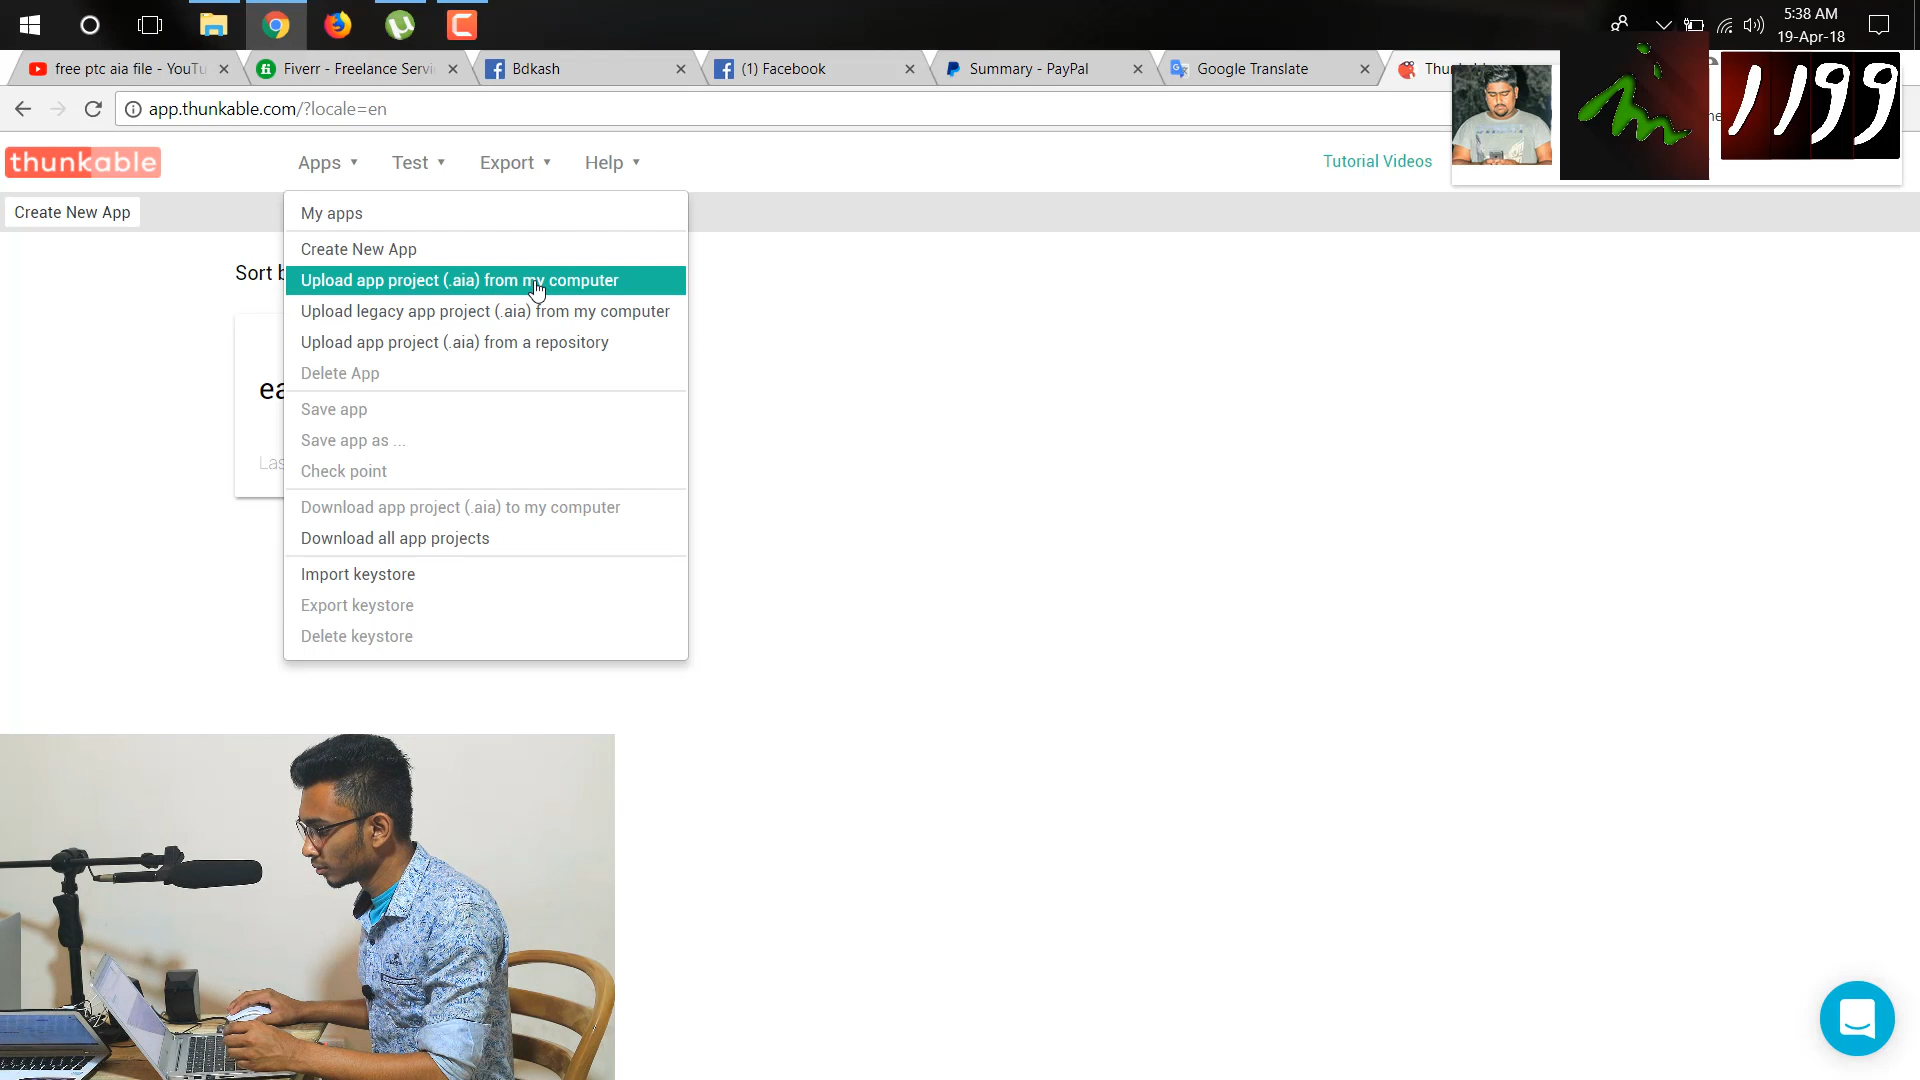 5:38 AM
19-Apr-18
free ptc aia file - YouTu
Fiverr - Freelance Servi
Bdkash
(1) Facebook
Summary - PayPal
Google Translate
Thu
app.thunkable.com/?locale=en
1199
thunkable
Apps
Test
Export
Help
Tutorial Videos
Create New App
My apps
Create New App
Sort b
Upload app project (.aia) from my computer
Upload legacy app project (.aia) from my computer
Upload app project (.aia) from a repository
Delete App
ea
Save app
Save app as ...
Las
Check point
Download app project (.aia) to my computer
Download all app projects
Import keystore
Export keystore
Delete keystore